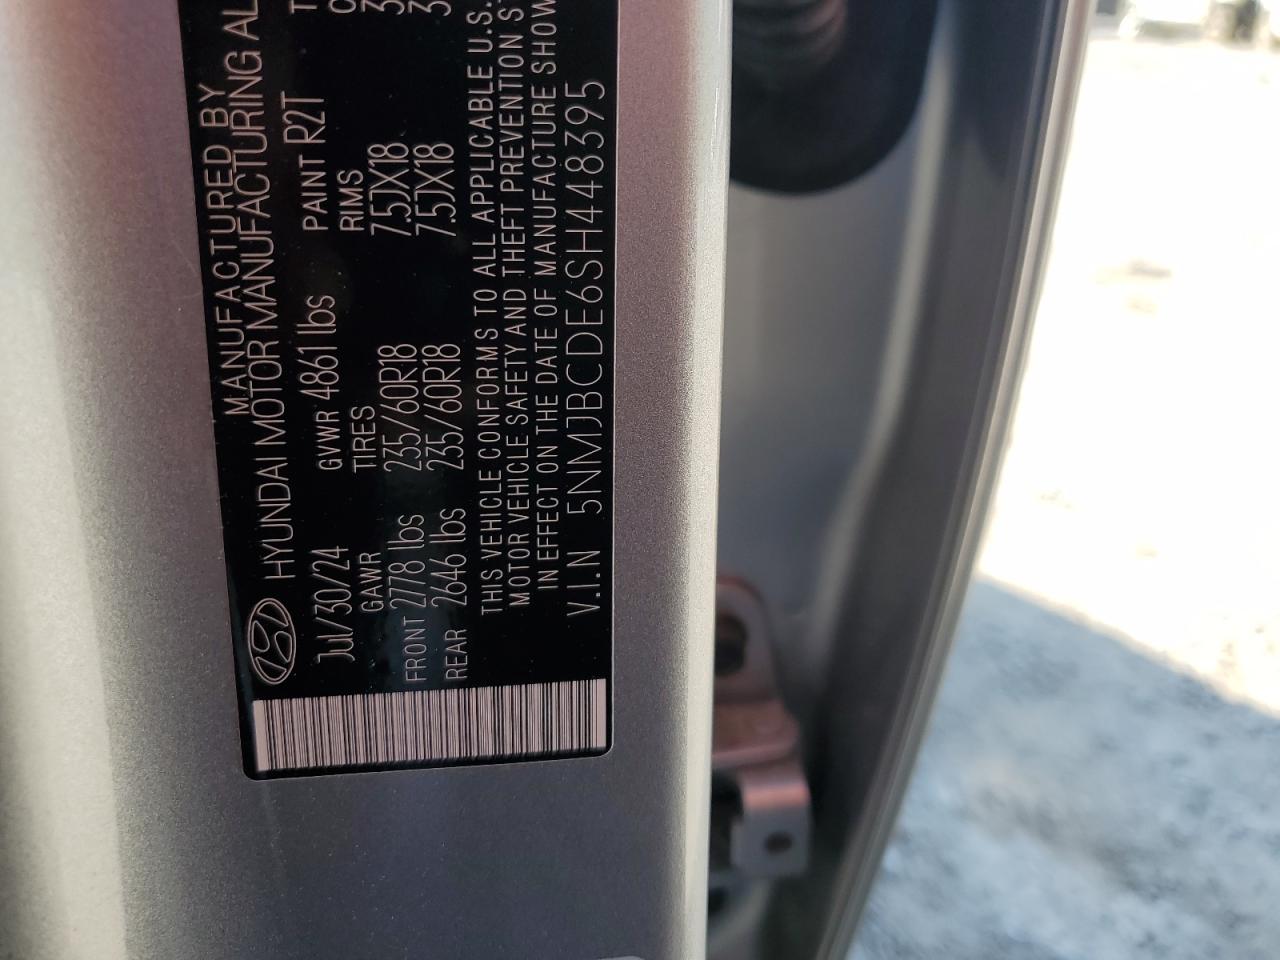 MANUFACTURED BY
HYUNDAI MOTOR MANUFACTURING AL
Jul/30/24 GVWR 4861 lbs PAINT R2T T
GAWR TIRES RIMS
FRONT 2778 lbs 235/60R18 7.5JX18 3
REAR 2646 lbs 235/60R18 7.5JX18 3
THIS VEHICLE CONFORMS TO ALL APPLICABLE U.S.
MOTOR VEHICLE SAFETY AND THEFT PREVENTION S
IN EFFECT ON THE DATE OF MANUFACTURE SHOW
V.I.N 5NMJBCDE6SH448395